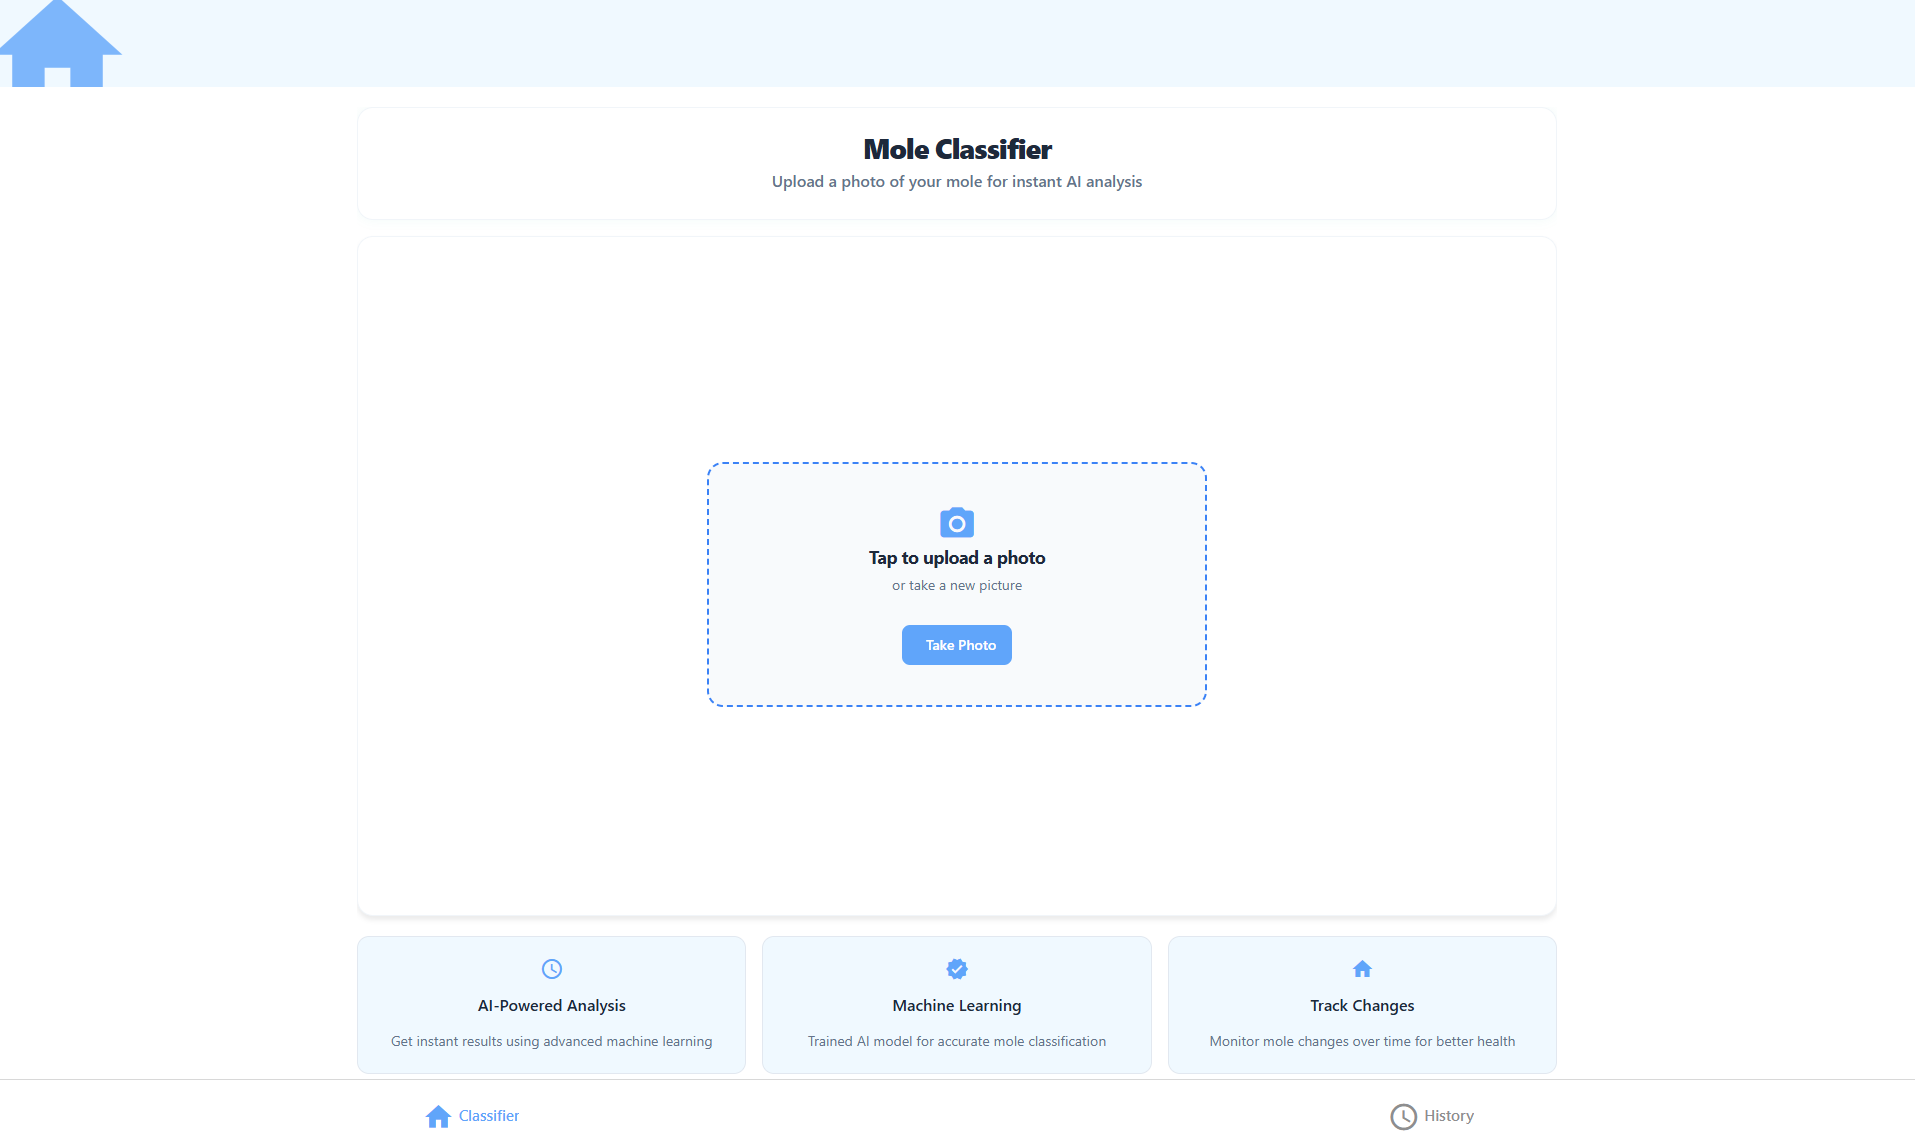 Mole Classifier
Upload a photo of your mole for instant AI analysis
Tap to upload a photo
or take a new picture
Take Photo
AI-Powered Analysis
Get instant results using advanced machine learning
Machine Learning
Trained AI model for accurate mole classification
Track Changes
Monitor mole changes over time for better health
Classifier
History